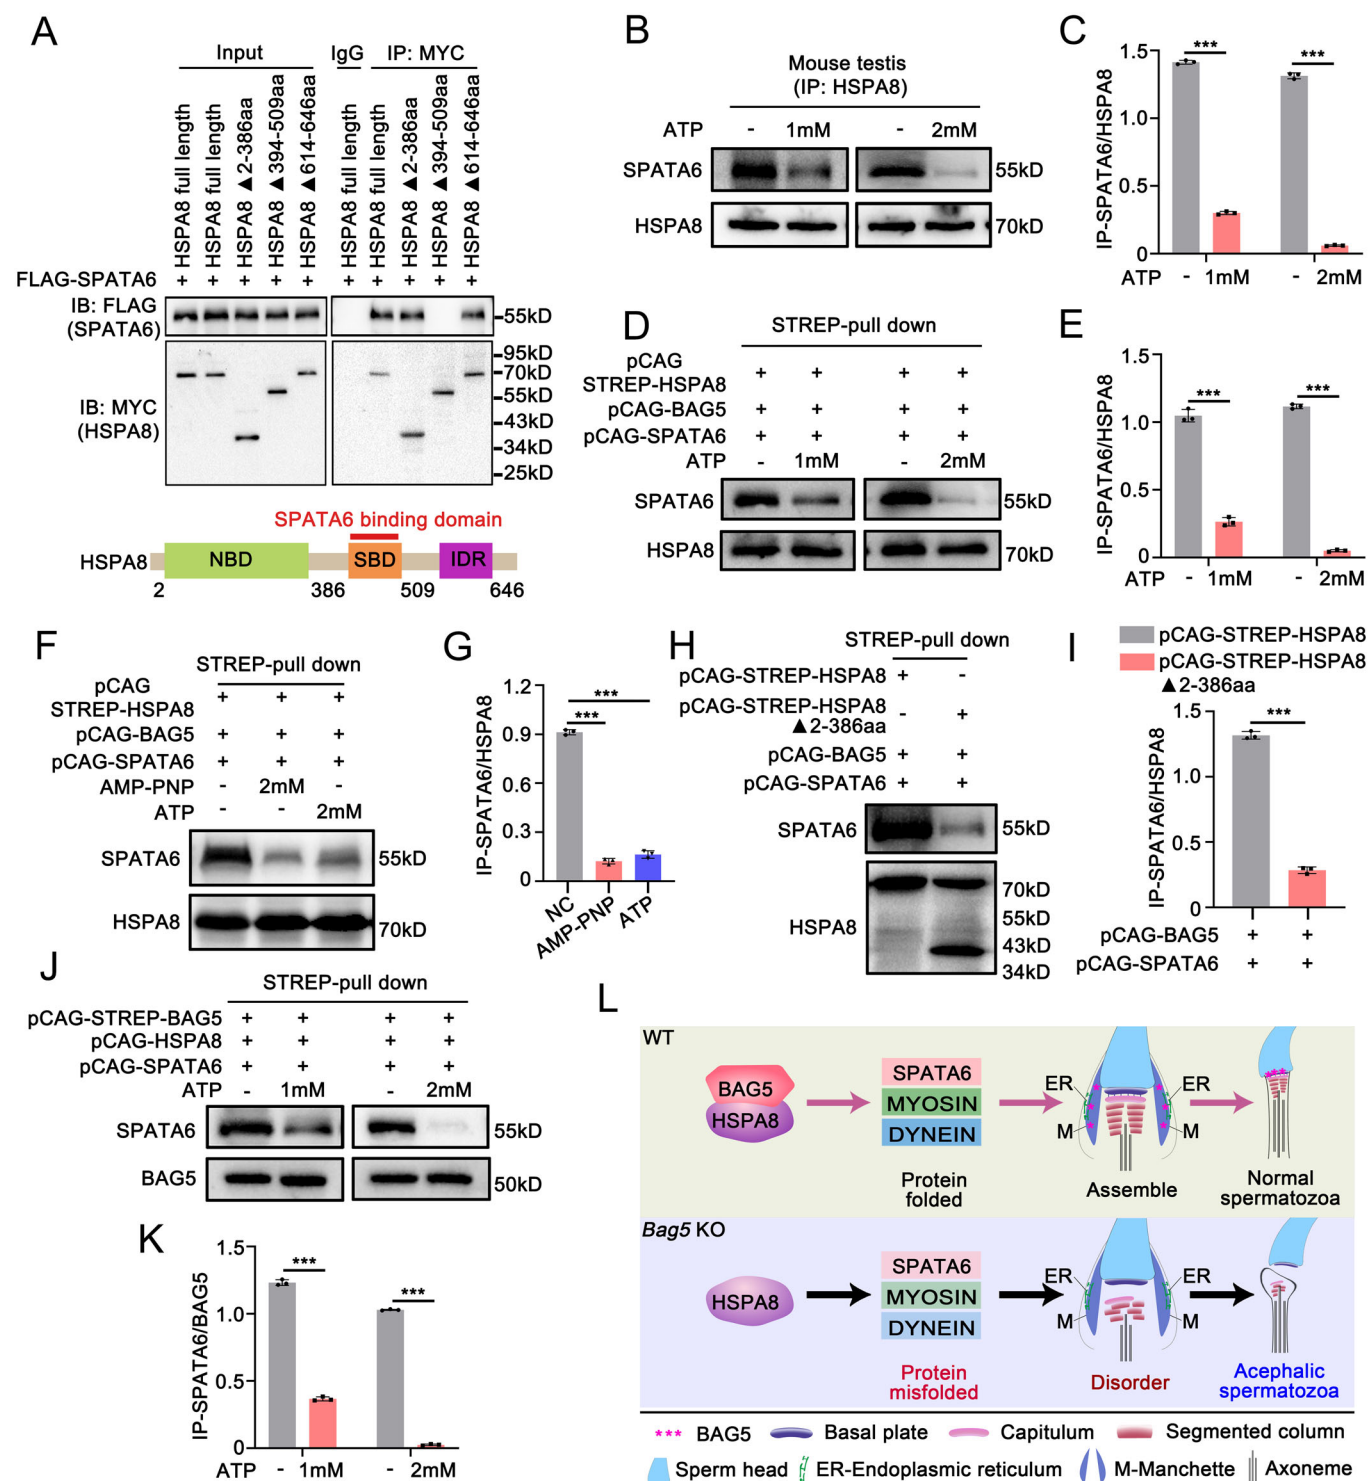 A
Input
IgG
IP: MYC
HSPA8 full length
HSPA8 full length
HSPA8 ▲2-386aa
HSPA8 ▲394-509aa
HSPA8 ▲614-646aa
HSPA8 full length
HSPA8 full length
HSPA8 ▲2-386aa
HSPA8 ▲394-509aa
HSPA8 ▲614-646aa
FLAG-SPATA6 + + + + + + + + + +
IB: FLAG
(SPATA6)
-55kD
IB: MYC
(HSPA8)
-95kD
-70kD
-55kD
-43kD
-34kD
-25kD
SPATA6 binding domain
HSPA8 NBD SBD IDR
2 386 509 646
B
Mouse testis
(IP: HSPA8)
ATP - 1mM - 2mM
SPATA6 55kD
HSPA8 70kD
C
IP-SPATA6/HSPA8
1.5
1.0
0.5
0
*** ***
ATP - 1mM - 2mM
D
STREP-pull down
pCAG
STREP-HSPA8 + + + +
pCAG-BAG5 + + + +
pCAG-SPATA6 + + + +
ATP - 1mM - 2mM
SPATA6 55kD
HSPA8 70kD
E
IP-SPATA6/HSPA8
1.5
1.0
0.5
0
*** ***
ATP - 1mM - 2mM
F
STREP-pull down
pCAG
STREP-HSPA8 + + +
pCAG-BAG5 + + +
pCAG-SPATA6 + + +
AMP-PNP - 2mM -
ATP - - 2mM
SPATA6 55kD
HSPA8 70kD
G
IP-SPATA6/HSPA8
1.2
0.9
0.6
0.3
0
***
***
NC
AMP-PNP
ATP
H
STREP-pull down
pCAG-STREP-HSPA8 + -
pCAG-STREP-HSPA8
▲2-386aa - +
pCAG-BAG5 + +
pCAG-SPATA6 + +
SPATA6 55kD
HSPA8
70kD
55kD
43kD
34kD
I
pCAG-STREP-HSPA8
pCAG-STREP-HSPA8
▲2-386aa
IP-SPATA6/HSPA8
1.5
1.0
0.5
0
***
pCAG-BAG5 + +
pCAG-SPATA6 + +
J
STREP-pull down
pCAG-STREP-BAG5 + + + +
pCAG-HSPA8 + + + +
pCAG-SPATA6 + + + +
ATP - 1mM - 2mM
SPATA6 55kD
BAG5 50kD
K
IP-SPATA6/BAG5
1.5
1.0
0.5
0
*** ***
ATP - 1mM - 2mM
L
WT
BAG5
HSPA8
SPATA6
MYOSIN
DYNEIN
Protein
folded
ER ER
M M
Assemble
Normal
spermatozoa
Bag5 KO
HSPA8
SPATA6
MYOSIN
DYNEIN
Protein
misfolded
ER ER
M M
Disorder
Acephalic
spermatozoa
*** BAG5 Basal plate Capitulum Segmented column
Sperm head ER-Endoplasmic reticulum M-Manchette Axoneme